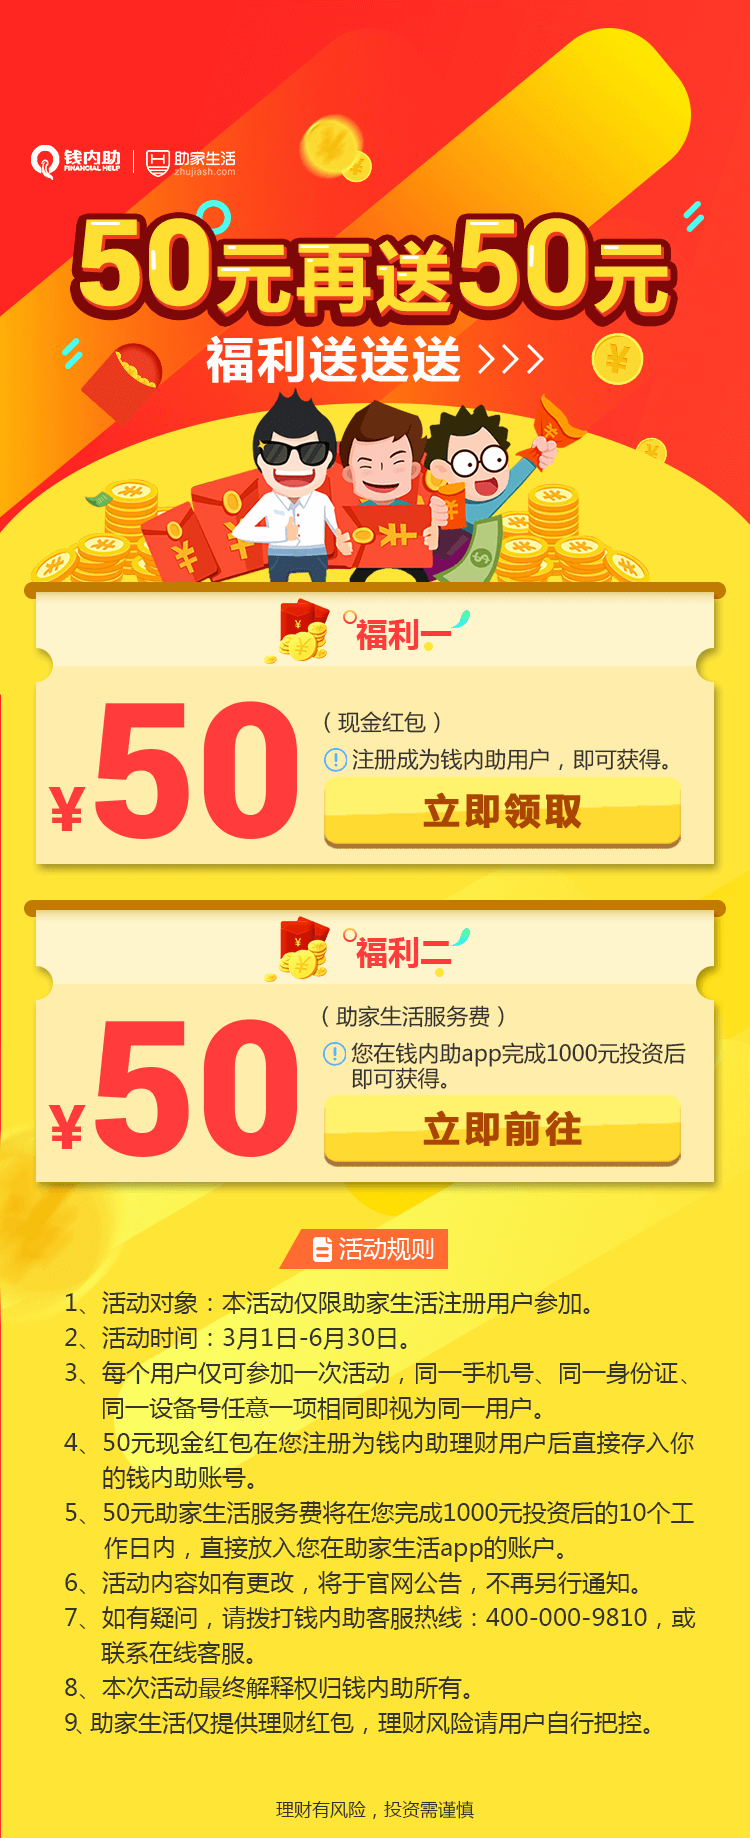 钱内助
FINANCIAL HELP
助家生活
zhujiash.com
50元再送50元
福利送送送
福利一
¥50
（现金红包）
注册成为钱内助用户，即可获得。
立即领取
福利二
¥50
（助家生活服务费）
您在钱内助app完成1000元投资后
即可获得。
立即前往
活动规则
1、活动对象：本活动仅限助家生活注册用户参加。
2、活动时间：3月1日-6月30日。
3、每个用户仅可参加一次活动，同一手机号、同一身份证、
同一设备号任意一项相同即视为同一用户。
4、50元现金红包在您注册为钱内助理财用户后直接存入你
的钱内助账号。
5、50元助家生活服务费将在您完成1000元投资后的10个工
作日内，直接放入您在助家生活app的账户。
6、活动内容如有更改，将于官网公告，不再另行通知。
7、如有疑问，请拨打钱内助客服热线：400-000-9810，或
联系在线客服。
8、本次活动最终解释权归钱内助所有。
9、助家生活仅提供理财红包，理财风险请用户自行把控。
理财有风险，投资需谨慎